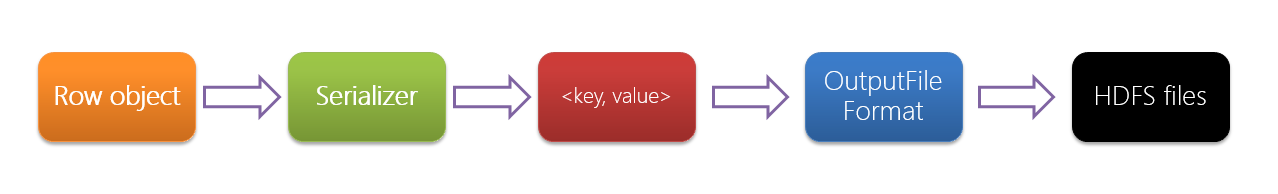 Row object
Serializer
<key, value>
OutputFile
Format
HDFS files